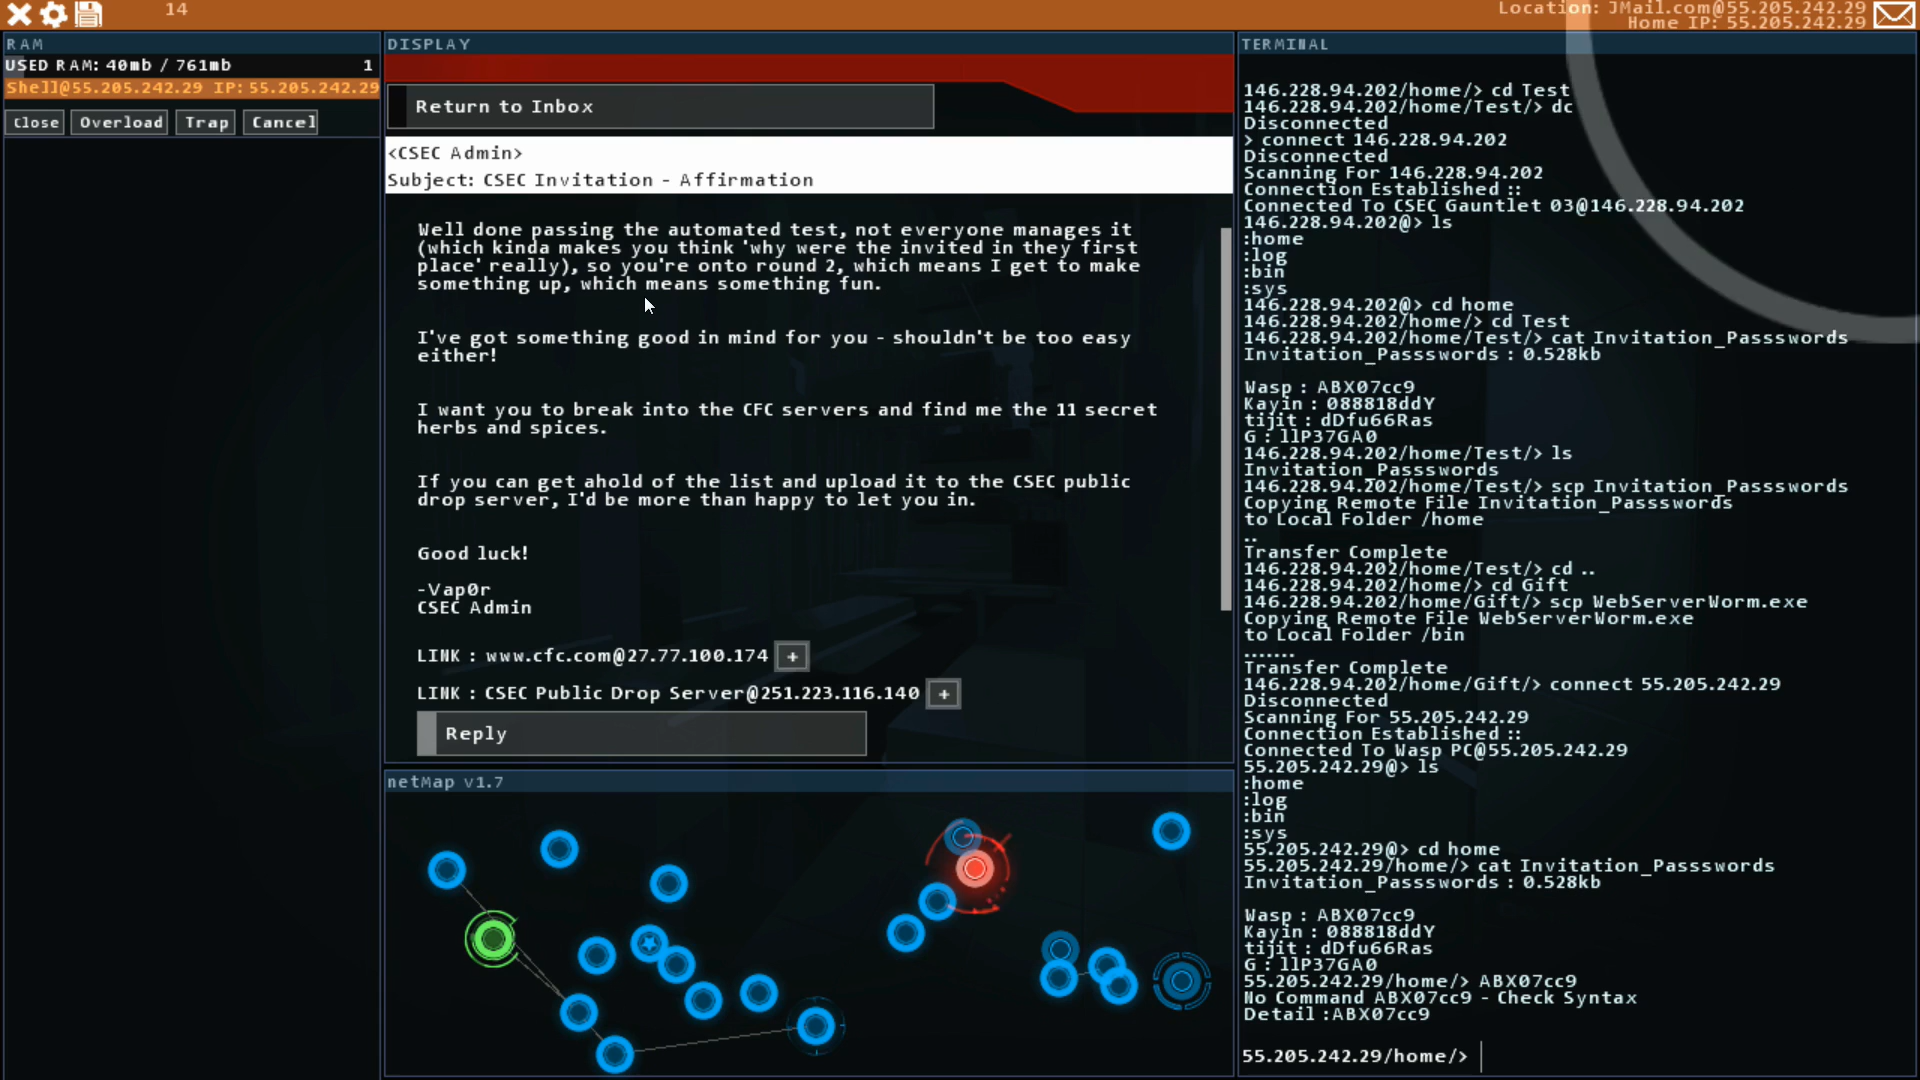 14
Location: JMail.com@55.205.242.29
Home IP: 55.205.242.29
RAM
USED RAM: 40mb / 761mb 1
Shell@55.205.242.29 IP: 55.205.242.29
Close Overload Trap Cancel
DISPLAY
Return to Inbox
<CSEC Admin>
Subject: CSEC Invitation - Affirmation
Well done passing the automated test, not everyone manages it
(which kinda makes you think 'why were the invited in they first
place' really), so you're onto round 2, which means I get to make
something up, which means something fun.
I've got something good in mind for you - shouldn't be too easy
either!
I want you to break into the CFC servers and find me the 11 secret
herbs and spices.
If you can get ahold of the list and upload it to the CSEC public
drop server, I'd be more than happy to let you in.
Good luck!
-Vap0r
CSEC Admin
LINK : www.cfc.com@27.77.100.174 +
LINK : CSEC Public Drop Server@251.223.116.140 +
Reply
netMap v1.7
TERMINAL
146.228.94.202/home/> cd Test
146.228.94.202/home/Test/> dc
Disconnected
> connect 146.228.94.202
Disconnected
Scanning For 146.228.94.202
Connection Established ::
Connected To CSEC Gauntlet 03@146.228.94.202
146.228.94.202@> ls
:home
:log
:bin
:sys
146.228.94.202@> cd home
146.228.94.202/home/> cd Test
146.228.94.202/home/Test/> cat Invitation_Passswords
Invitation_Passswords : 0.528kb
Wasp : ABX07cc9
Kayin : 088818ddY
tijit : dDfu66Ras
G : llP37GA0
146.228.94.202/home/Test/> ls
Invitation_Passswords
146.228.94.202/home/Test/> scp Invitation_Passswords
Copying Remote File Invitation_Passswords
to Local Folder /home
..
Transfer Complete
146.228.94.202/home/Test/> cd ..
146.228.94.202/home/> cd Gift
146.228.94.202/home/Gift/> scp WebServerWorm.exe
Copying Remote File WebServerWorm.exe
to Local Folder /bin
.......
Transfer Complete
146.228.94.202/home/Gift/> connect 55.205.242.29
Disconnected
Scanning For 55.205.242.29
Connection Established ::
Connected To Wasp PC@55.205.242.29
55.205.242.29@> ls
:home
:log
:bin
:sys
55.205.242.29@> cd home
55.205.242.29/home/> cat Invitation_Passswords
Invitation_Passswords : 0.528kb
Wasp : ABX07cc9
Kayin : 088818ddY
tijit : dDfu66Ras
G : llP37GA0
55.205.242.29/home/> ABX07cc9
No Command ABX07cc9 - Check Syntax
Detail :ABX07cc9
55.205.242.29/home/>